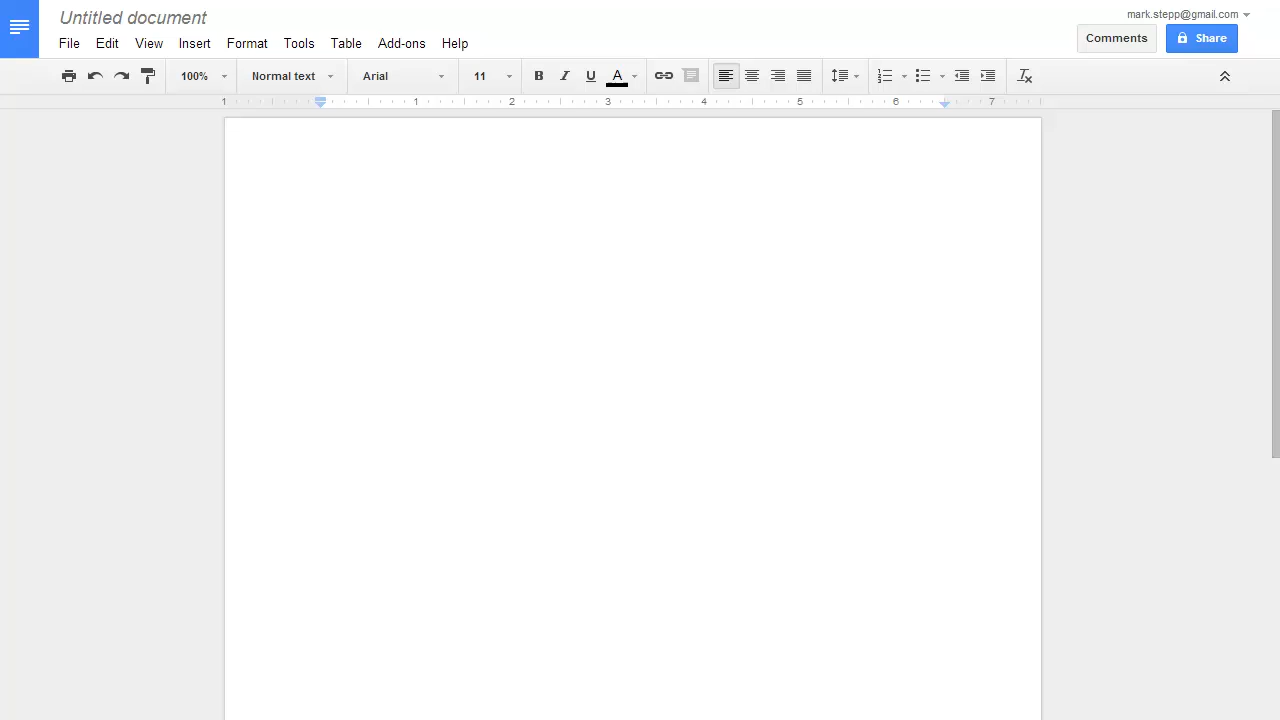 Untitled document
mark.stepp@gmail.com
File Edit View Insert Format Tools Table Add-ons Help
Comments Share
100% Normal text Arial 11 B I U A
1 1 2 3 4 5 6 7